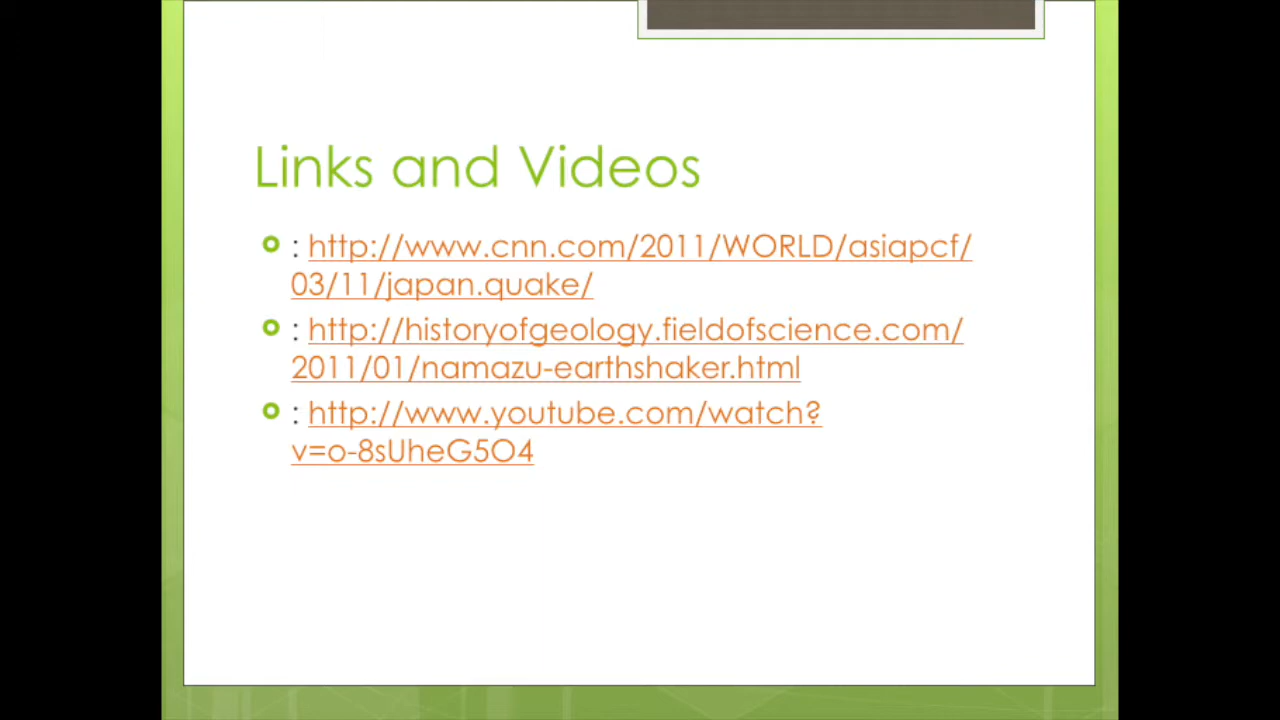 Links and Videos
: http://www.cnn.com/2011/WORLD/asiapcf/
03/11/japan.quake/
: http://historyofgeology.fieldofscience.com/
2011/01/namazu-earthshaker.html
: http://www.youtube.com/watch?
v=o-8sUheG5O4